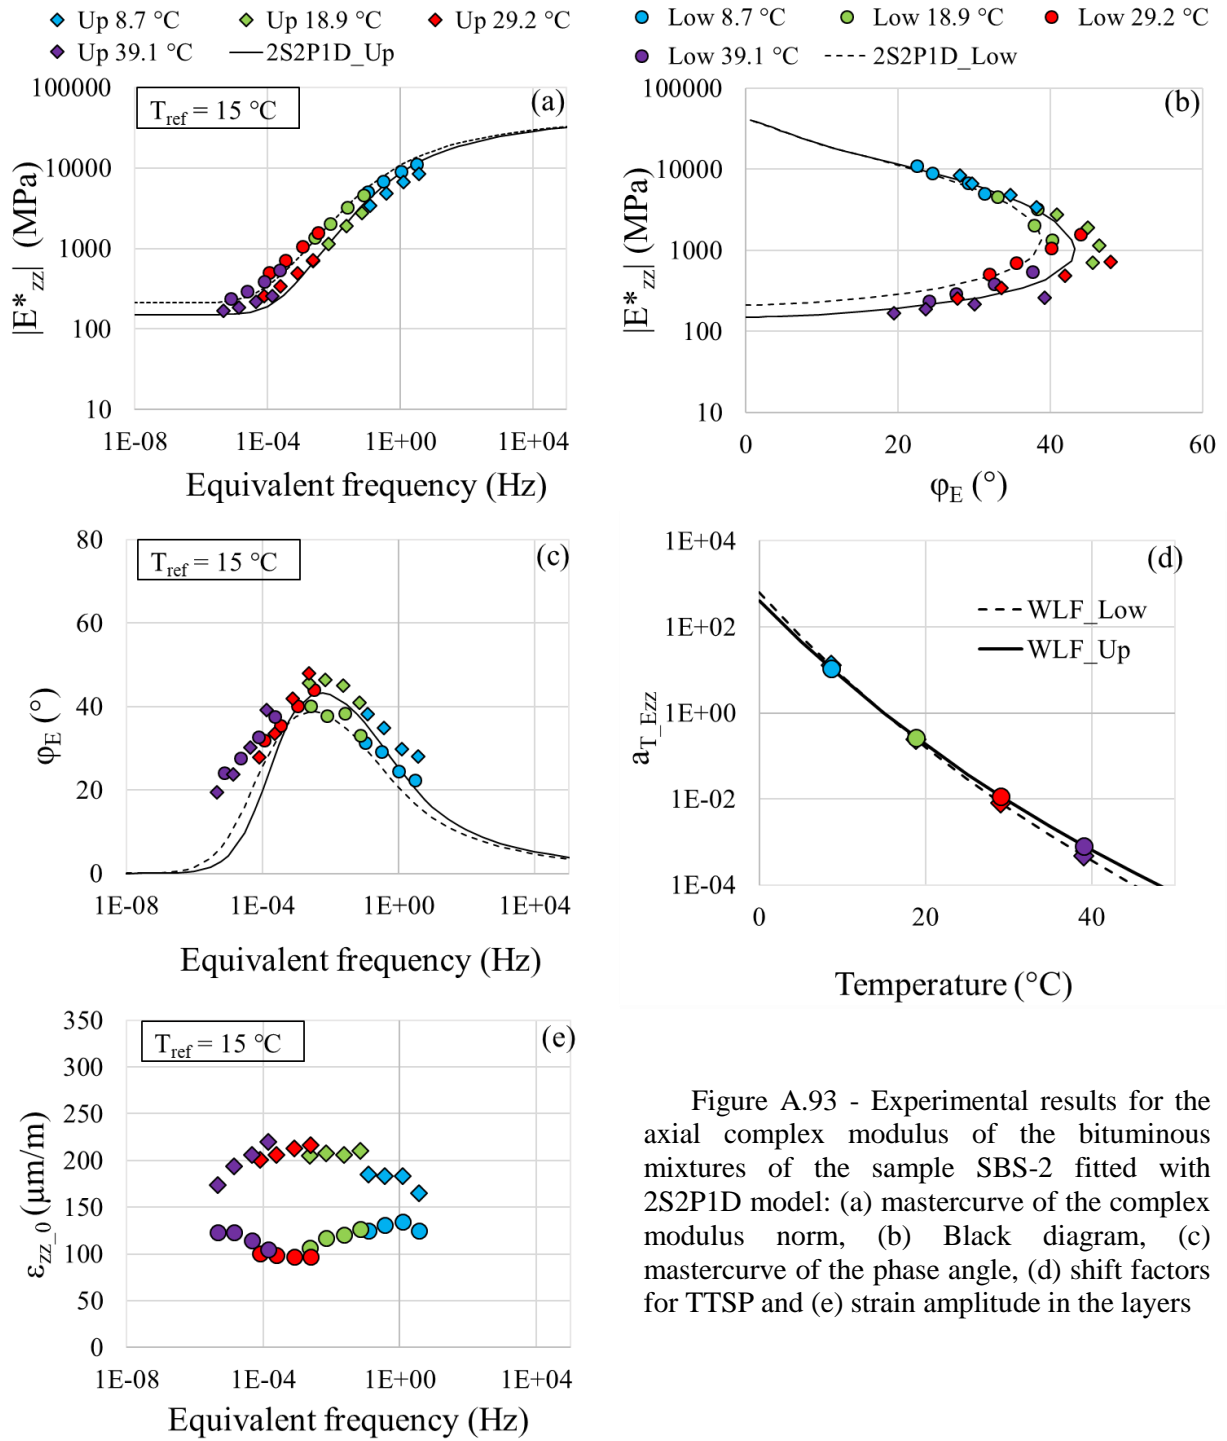 Up 8.7 °C Up 18.9 °C Up 29.2 °C
Up 39.1 °C 2S2P1D_Up
Low 8.7 °C Low 18.9 °C Low 29.2 °C
Low 39.1 °C 2S2P1D_Low
(a)
Tref = 15 °C
100000
10000
1000
100
10
|E*zz| (MPa)
1E-08 1E-04 1E+00 1E+04
Equivalent frequency (Hz)
(b)
100000
10000
1000
100
10
|E*zz| (MPa)
0 20 40 60
φE (°)
(c)
Tref = 15 °C
80
60
40
20
0
φE (°)
1E-08 1E-04 1E+00 1E+04
Equivalent frequency (Hz)
(d)
1E+04
1E+02
1E+00
1E-02
1E-04
aT_Ezz
WLF_Low
WLF_Up
0 20 40
Temperature (°C)
(e)
Tref = 15 °C
350
300
250
200
150
100
50
0
εzz_0 (μm/m)
1E-08 1E-04 1E+00 1E+04
Equivalent frequency (Hz)
Figure A.93 - Experimental results for the
axial complex modulus of the bituminous
mixtures of the sample SBS-2 fitted with
2S2P1D model: (a) mastercurve of the complex
modulus norm, (b) Black diagram, (c)
mastercurve of the phase angle, (d) shift factors
for TTSP and (e) strain amplitude in the layers